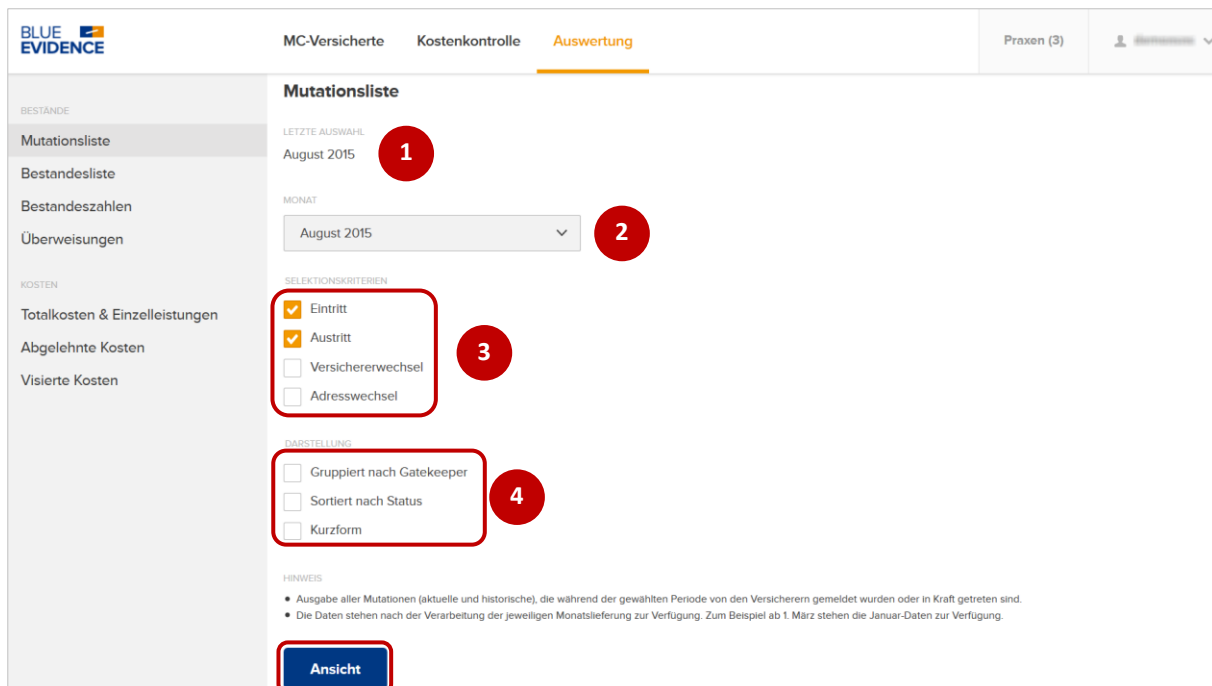 BLUE
EVIDENCE
MC-Versicherte Kostenkontrolle Auswertung Praxen (3)
BESTÄNDE
Mutationsliste
Bestandesliste
Bestandeszahlen
Überweisungen
KOSTEN
Totalkosten & Einzelleistungen
Abgelehnte Kosten
Visierte Kosten
Mutationsliste
LETZTE AUSWAHL
August 2015
1
MONAT
August 2015
2
SELEKTIONSKRITERIEN
Eintritt
Austritt
Versichererwechsel
Adresswechsel
3
DARSTELLUNG
Gruppiert nach Gatekeeper
Sortiert nach Status
Kurzform
4
HINWEIS
• Ausgabe aller Mutationen (aktuelle und historische), die während der gewählten Periode von den Versicherern gemeldet wurden oder in Kraft getreten sind.
• Die Daten stehen nach der Verarbeitung der jeweiligen Monatslieferung zur Verfügung. Zum Beispiel ab 1. März stehen die Januar-Daten zur Verfügung.
Ansicht